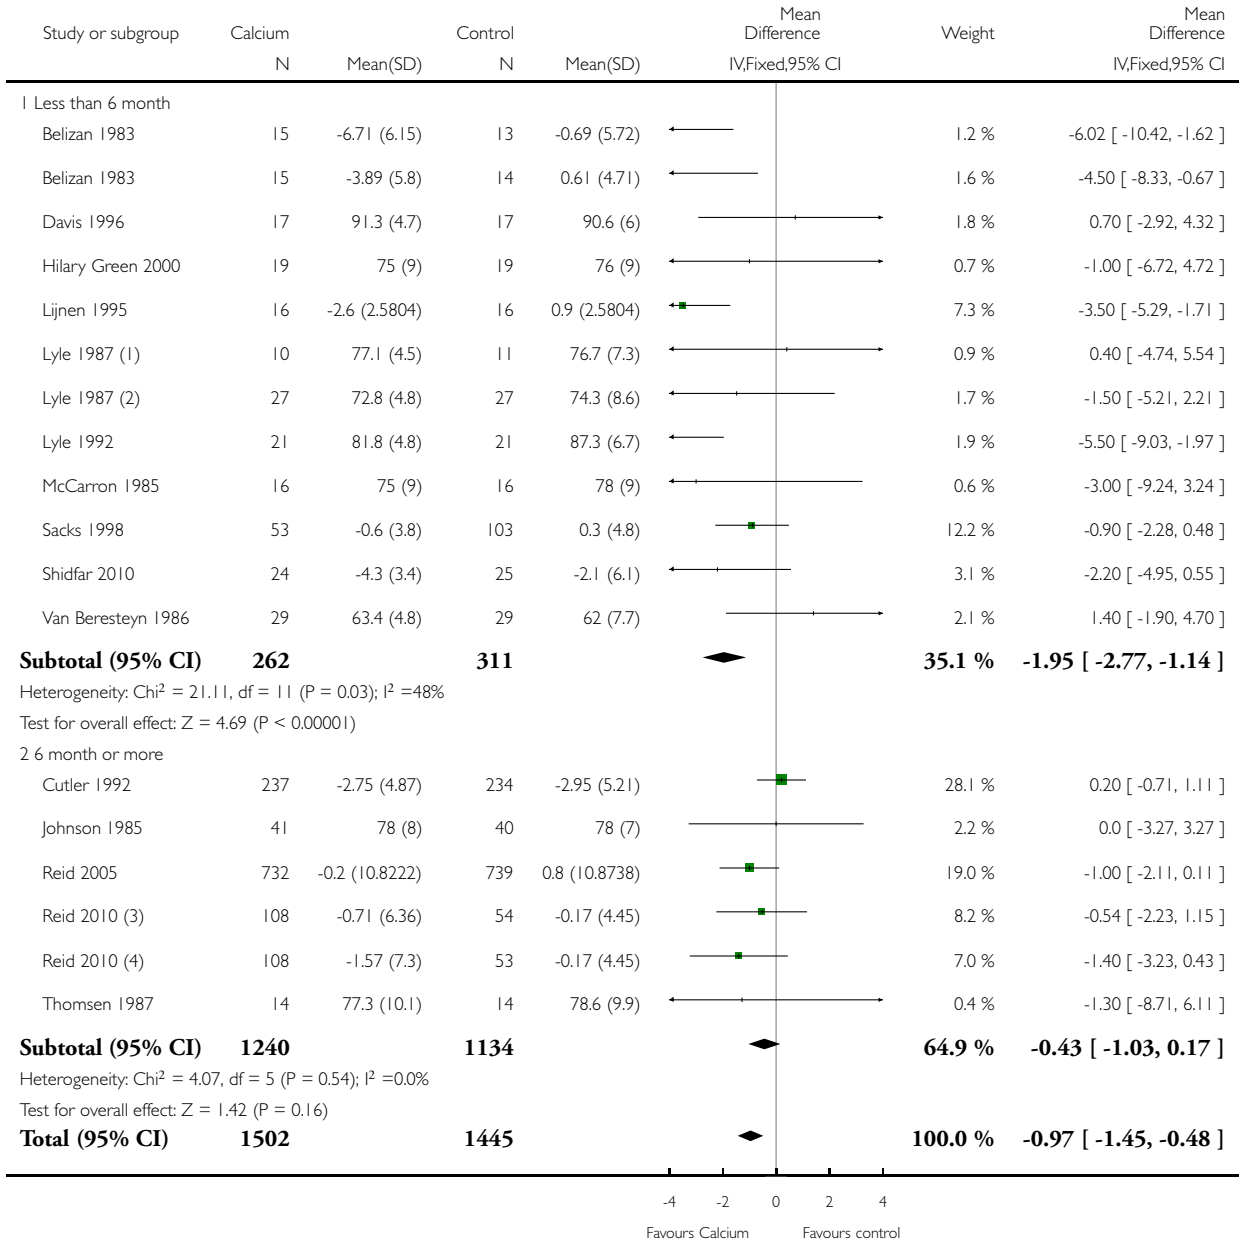 Study or subgroup Calcium Control Mean Difference Weight Mean Difference
N Mean(SD) N Mean(SD) IV,Fixed,95% CI IV,Fixed,95% CI
1 Less than 6 month
Belizan 1983 15 -6.71 (6.15) 13 -0.69 (5.72) 1.2 % -6.02 [ -10.42, -1.62 ]
Belizan 1983 15 -3.89 (5.8) 14 0.61 (4.71) 1.6 % -4.50 [ -8.33, -0.67 ]
Davis 1996 17 91.3 (4.7) 17 90.6 (6) 1.8 % 0.70 [ -2.92, 4.32 ]
Hilary Green 2000 19 75 (9) 19 76 (9) 0.7 % -1.00 [ -6.72, 4.72 ]
Lijnen 1995 16 -2.6 (2.5804) 16 0.9 (2.5804) 7.3 % -3.50 [ -5.29, -1.71 ]
Lyle 1987 (1) 10 77.1 (4.5) 11 76.7 (7.3) 0.9 % 0.40 [ -4.74, 5.54 ]
Lyle 1987 (2) 27 72.8 (4.8) 27 74.3 (8.6) 1.7 % -1.50 [ -5.21, 2.21 ]
Lyle 1992 21 81.8 (4.8) 21 87.3 (6.7) 1.9 % -5.50 [ -9.03, -1.97 ]
McCarron 1985 16 75 (9) 16 78 (9) 0.6 % -3.00 [ -9.24, 3.24 ]
Sacks 1998 53 -0.6 (3.8) 103 0.3 (4.8) 12.2 % -0.90 [ -2.28, 0.48 ]
Shidfar 2010 24 -4.3 (3.4) 25 -2.1 (6.1) 3.1 % -2.20 [ -4.95, 0.55 ]
Van Beresteyn 1986 29 63.4 (4.8) 29 62 (7.7) 2.1 % 1.40 [ -1.90, 4.70 ]
Subtotal (95% CI) 262 311 35.1 % -1.95 [ -2.77, -1.14 ]
Heterogeneity: Chi² = 21.11, df = 11 (P = 0.03); I² =48%
Test for overall effect: Z = 4.69 (P < 0.00001)
2 6 month or more
Cutler 1992 237 -2.75 (4.87) 234 -2.95 (5.21) 28.1 % 0.20 [ -0.71, 1.11 ]
Johnson 1985 41 78 (8) 40 78 (7) 2.2 % 0.0 [ -3.27, 3.27 ]
Reid 2005 732 -0.2 (10.8222) 739 0.8 (10.8738) 19.0 % -1.00 [ -2.11, 0.11 ]
Reid 2010 (3) 108 -0.71 (6.36) 54 -0.17 (4.45) 8.2 % -0.54 [ -2.23, 1.15 ]
Reid 2010 (4) 108 -1.57 (7.3) 53 -0.17 (4.45) 7.0 % -1.40 [ -3.23, 0.43 ]
Thomsen 1987 14 77.3 (10.1) 14 78.6 (9.9) 0.4 % -1.30 [ -8.71, 6.11 ]
Subtotal (95% CI) 1240 1134 64.9 % -0.43 [ -1.03, 0.17 ]
Heterogeneity: Chi² = 4.07, df = 5 (P = 0.54); I² =0.0%
Test for overall effect: Z = 1.42 (P = 0.16)
Total (95% CI) 1502 1445 100.0 % -0.97 [ -1.45, -0.48 ]
-4 -2 0 2 4
Favours Calcium Favours control